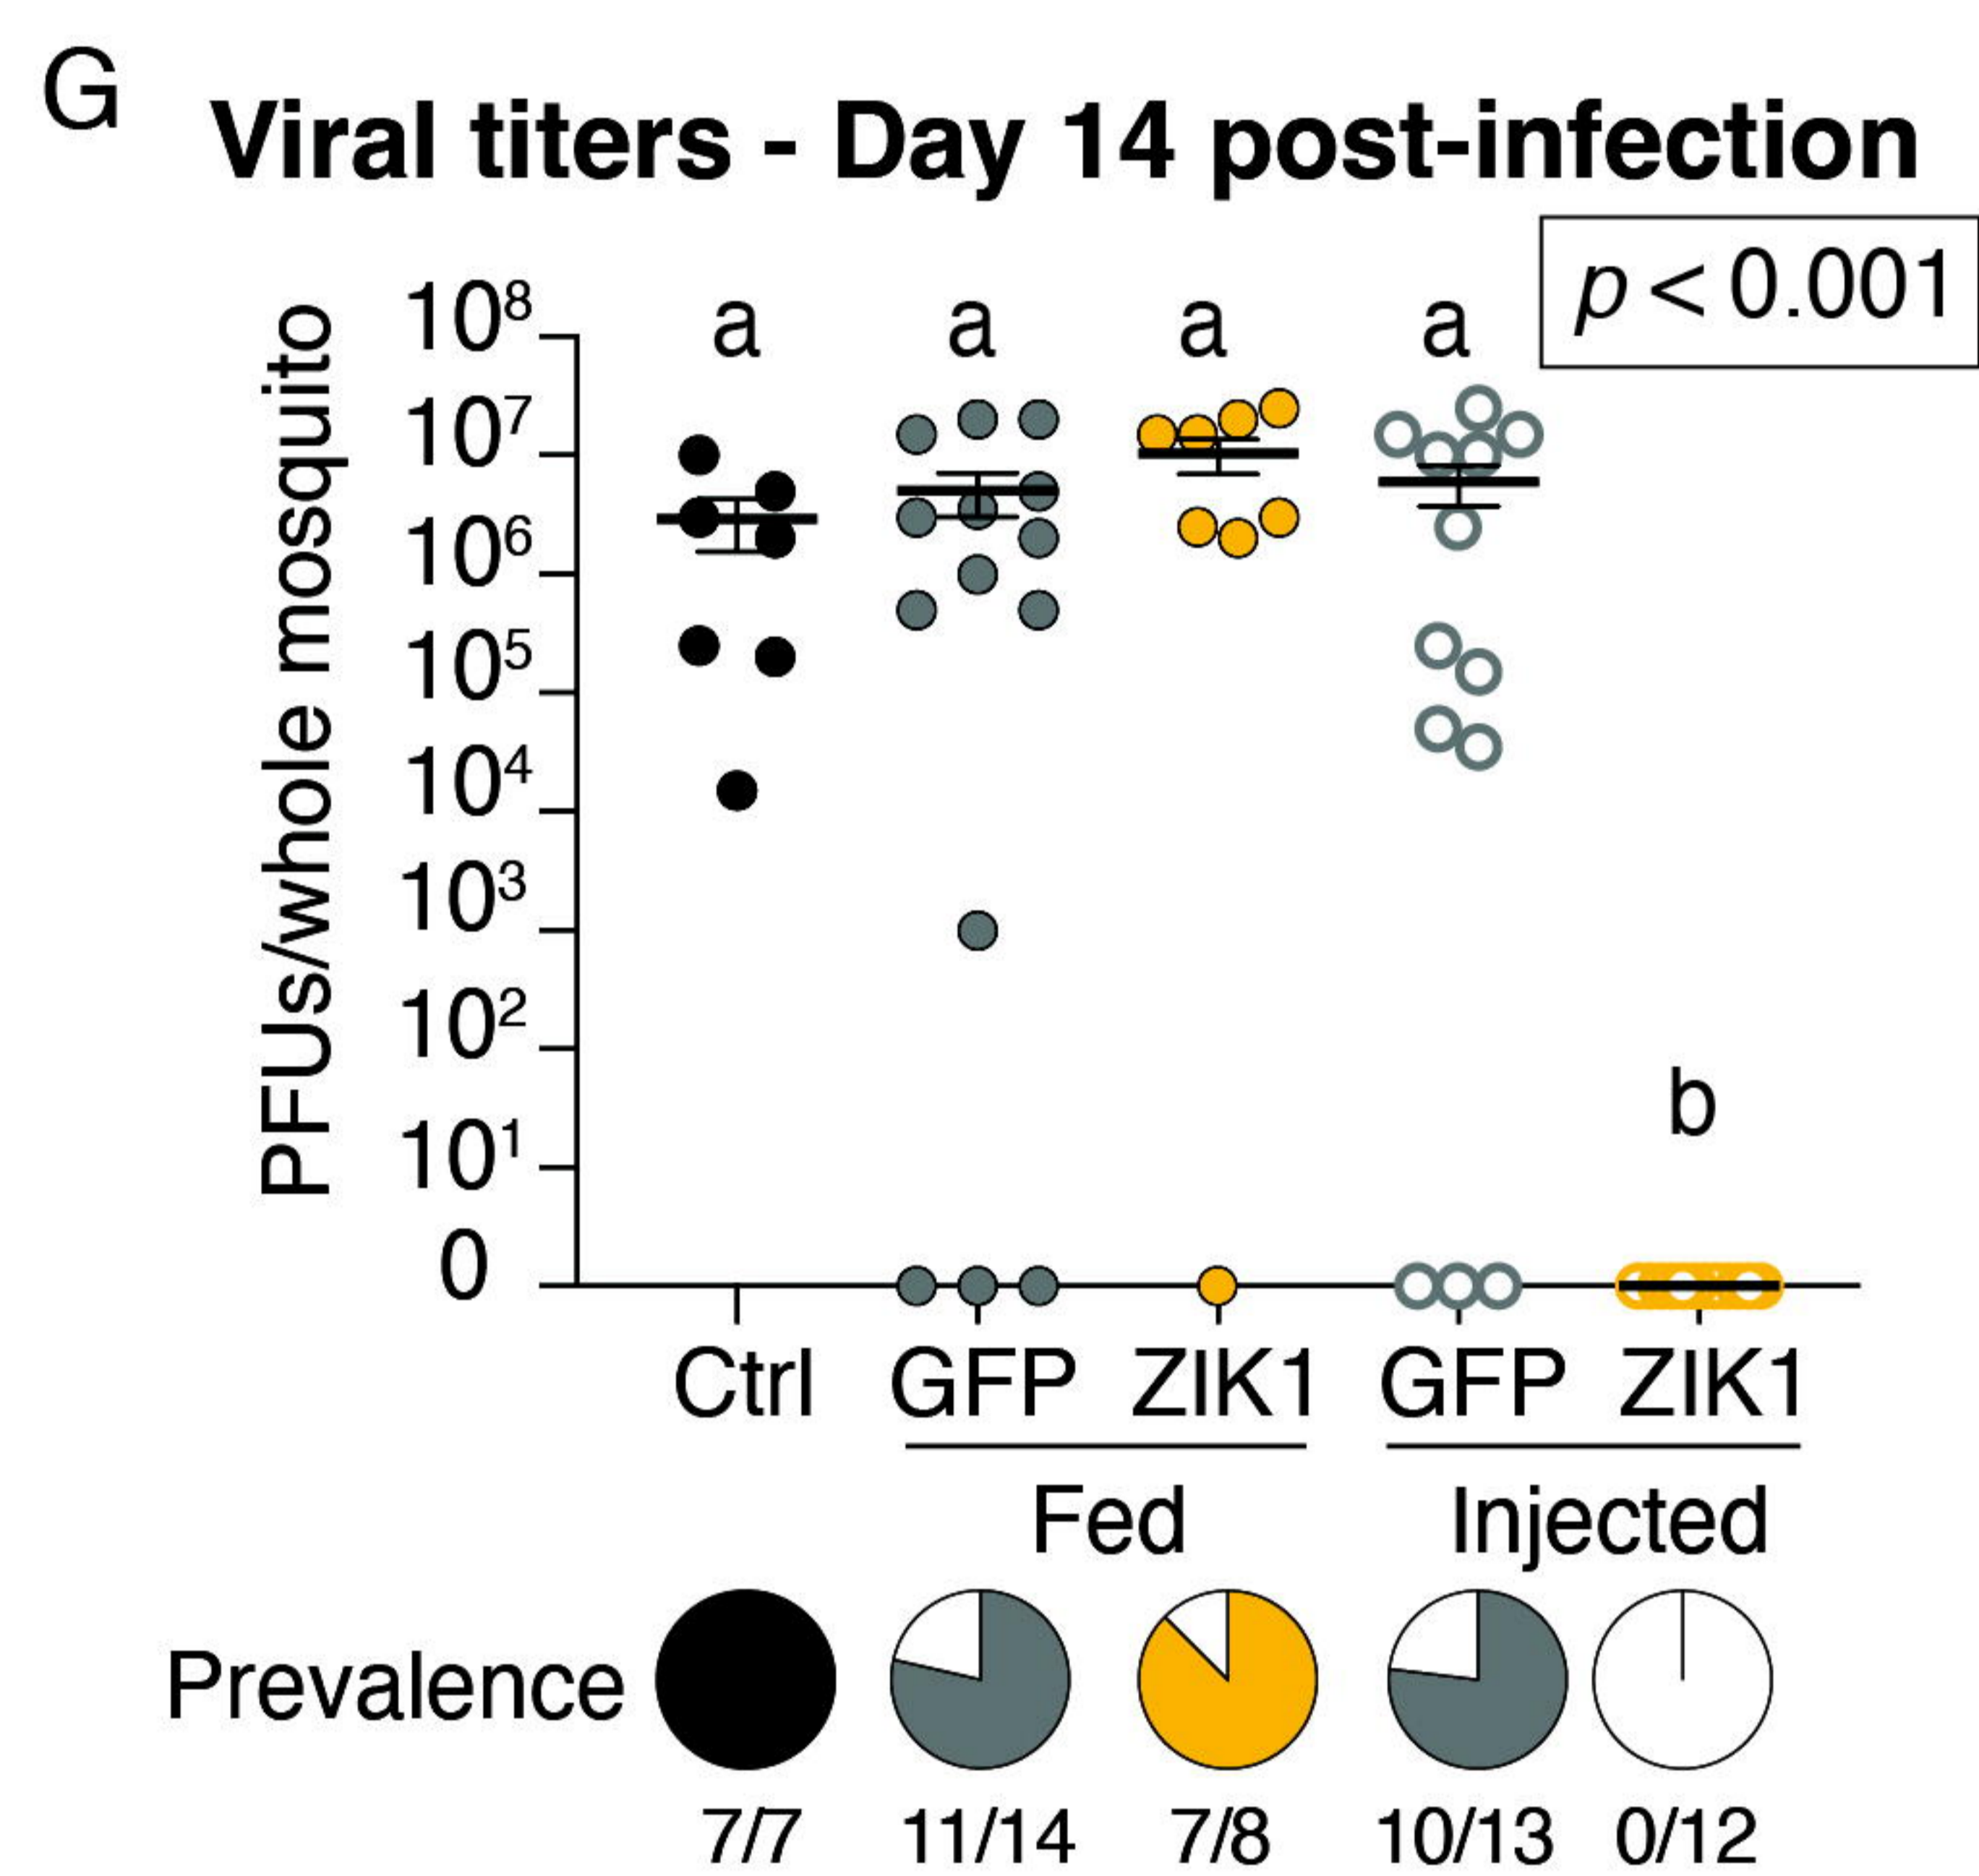 G
Viral titers - Day 14 post-infection
p < 0.001
PFUs/whole mosquito
10⁸
10⁷
10⁶
10⁵
10⁴
10³
10²
10¹
0
a a a a
b
Ctrl GFP ZIK1 GFP ZIK1
Fed Injected
Prevalence
7/7 11/14 7/8 10/13 0/12